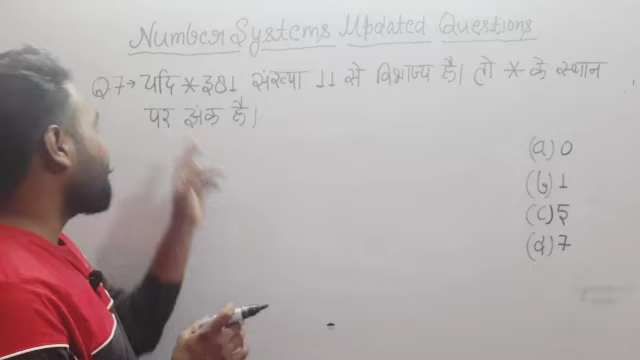 Number Systems Updated Questions
Q7→ यदि *381 संख्या 11 से विभाज्य है। तो * के स्थान
पर अंक है।
(a) 0
(b) 1
(c) 5
(d) 7